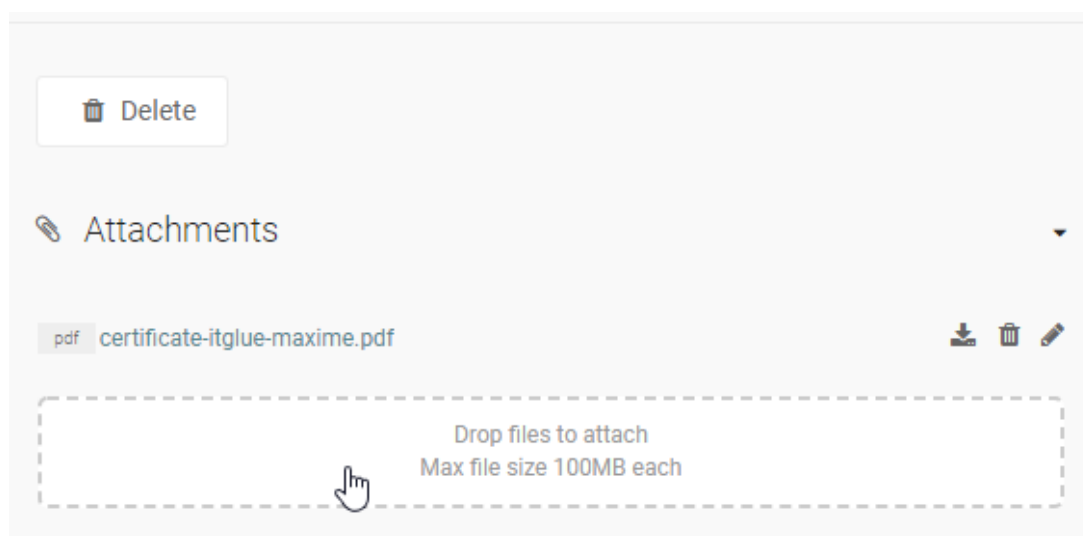 Delete
Attachments
pdf certificate-itglue-maxime.pdf
Drop files to attach
Max file size 100MB each